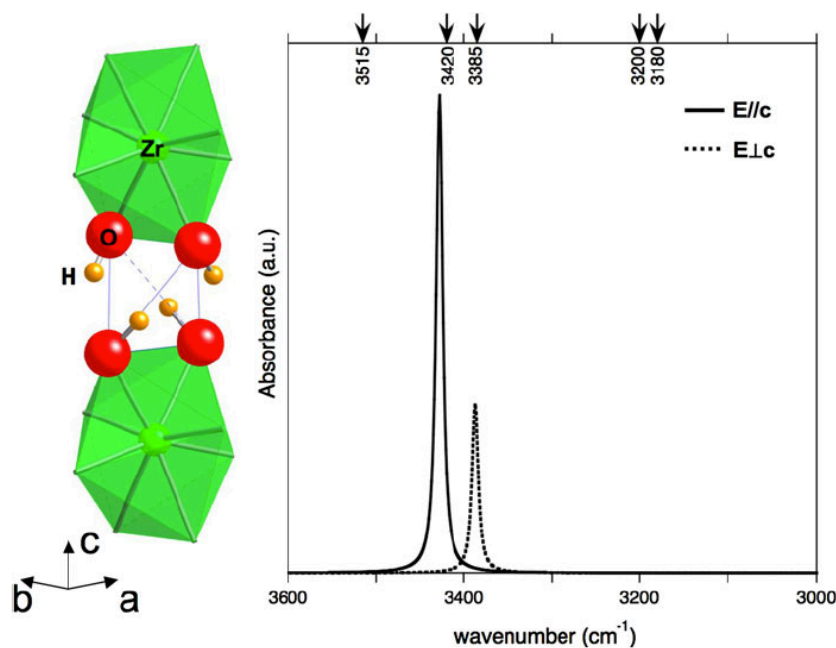 Zr
O
H
C
b
a
3515
3420
3385
3200
3180
E//c
E⊥c
Absorbance (a.u.)
3600
3400
3200
3000
wavenumber (cm⁻¹)